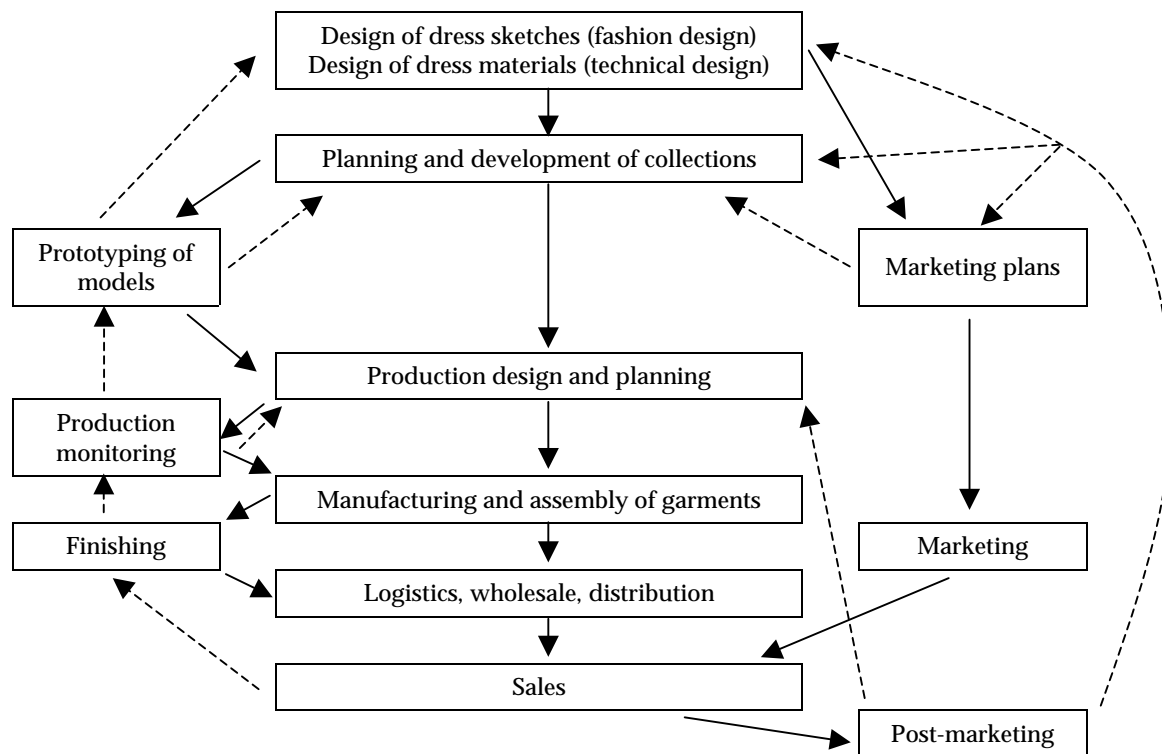 Design of dress sketches (fashion design)
Design of dress materials (technical design)
Planning and development of collections
Prototyping of
models
Marketing plans
Production design and planning
Production
monitoring
Manufacturing and assembly of garments
Finishing
Marketing
Logistics, wholesale, distribution
Sales
Post-marketing